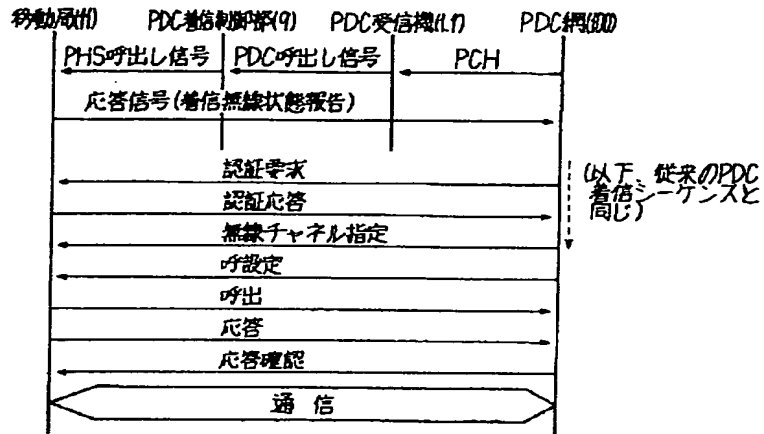 移動局(11) PDC着信制御部(9) PDC受信機(L1) PDC網(100)
PHS呼出し信号 PDC呼出し信号 PCH
応答信号(着信無線状態報告)
認証要求
(以下、従来のPDC
着信シーケンスと
同じ)
認証応答
無線チャネル指定
呼設定
呼出
応答
応答確認
通信